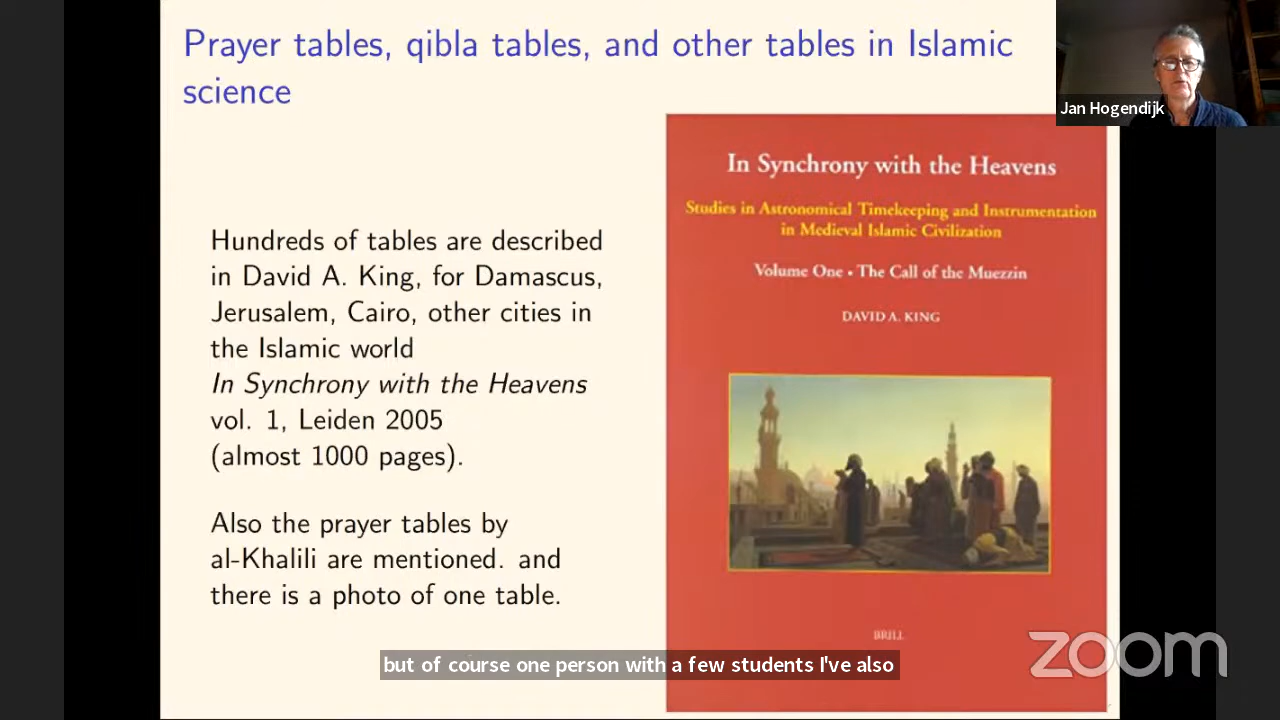 Prayer tables, qibla tables, and other tables in Islamic
science
Jan Hogendijk
Hundreds of tables are described
in David A. King, for Damascus,
Jerusalem, Cairo, other cities in
the Islamic world
In Synchrony with the Heavens
vol. 1, Leiden 2005
(almost 1000 pages).
Also the prayer tables by
al-Khalili are mentioned. and
there is a photo of one table.
In Synchrony with the Heavens
Studies in Astronomical Timekeeping and Instrumentation
in Medieval Islamic Civilization
Volume One • The Call of the Muezzin
DAVID A. KING
BRILL
but of course one person with a few students I've also
zoom